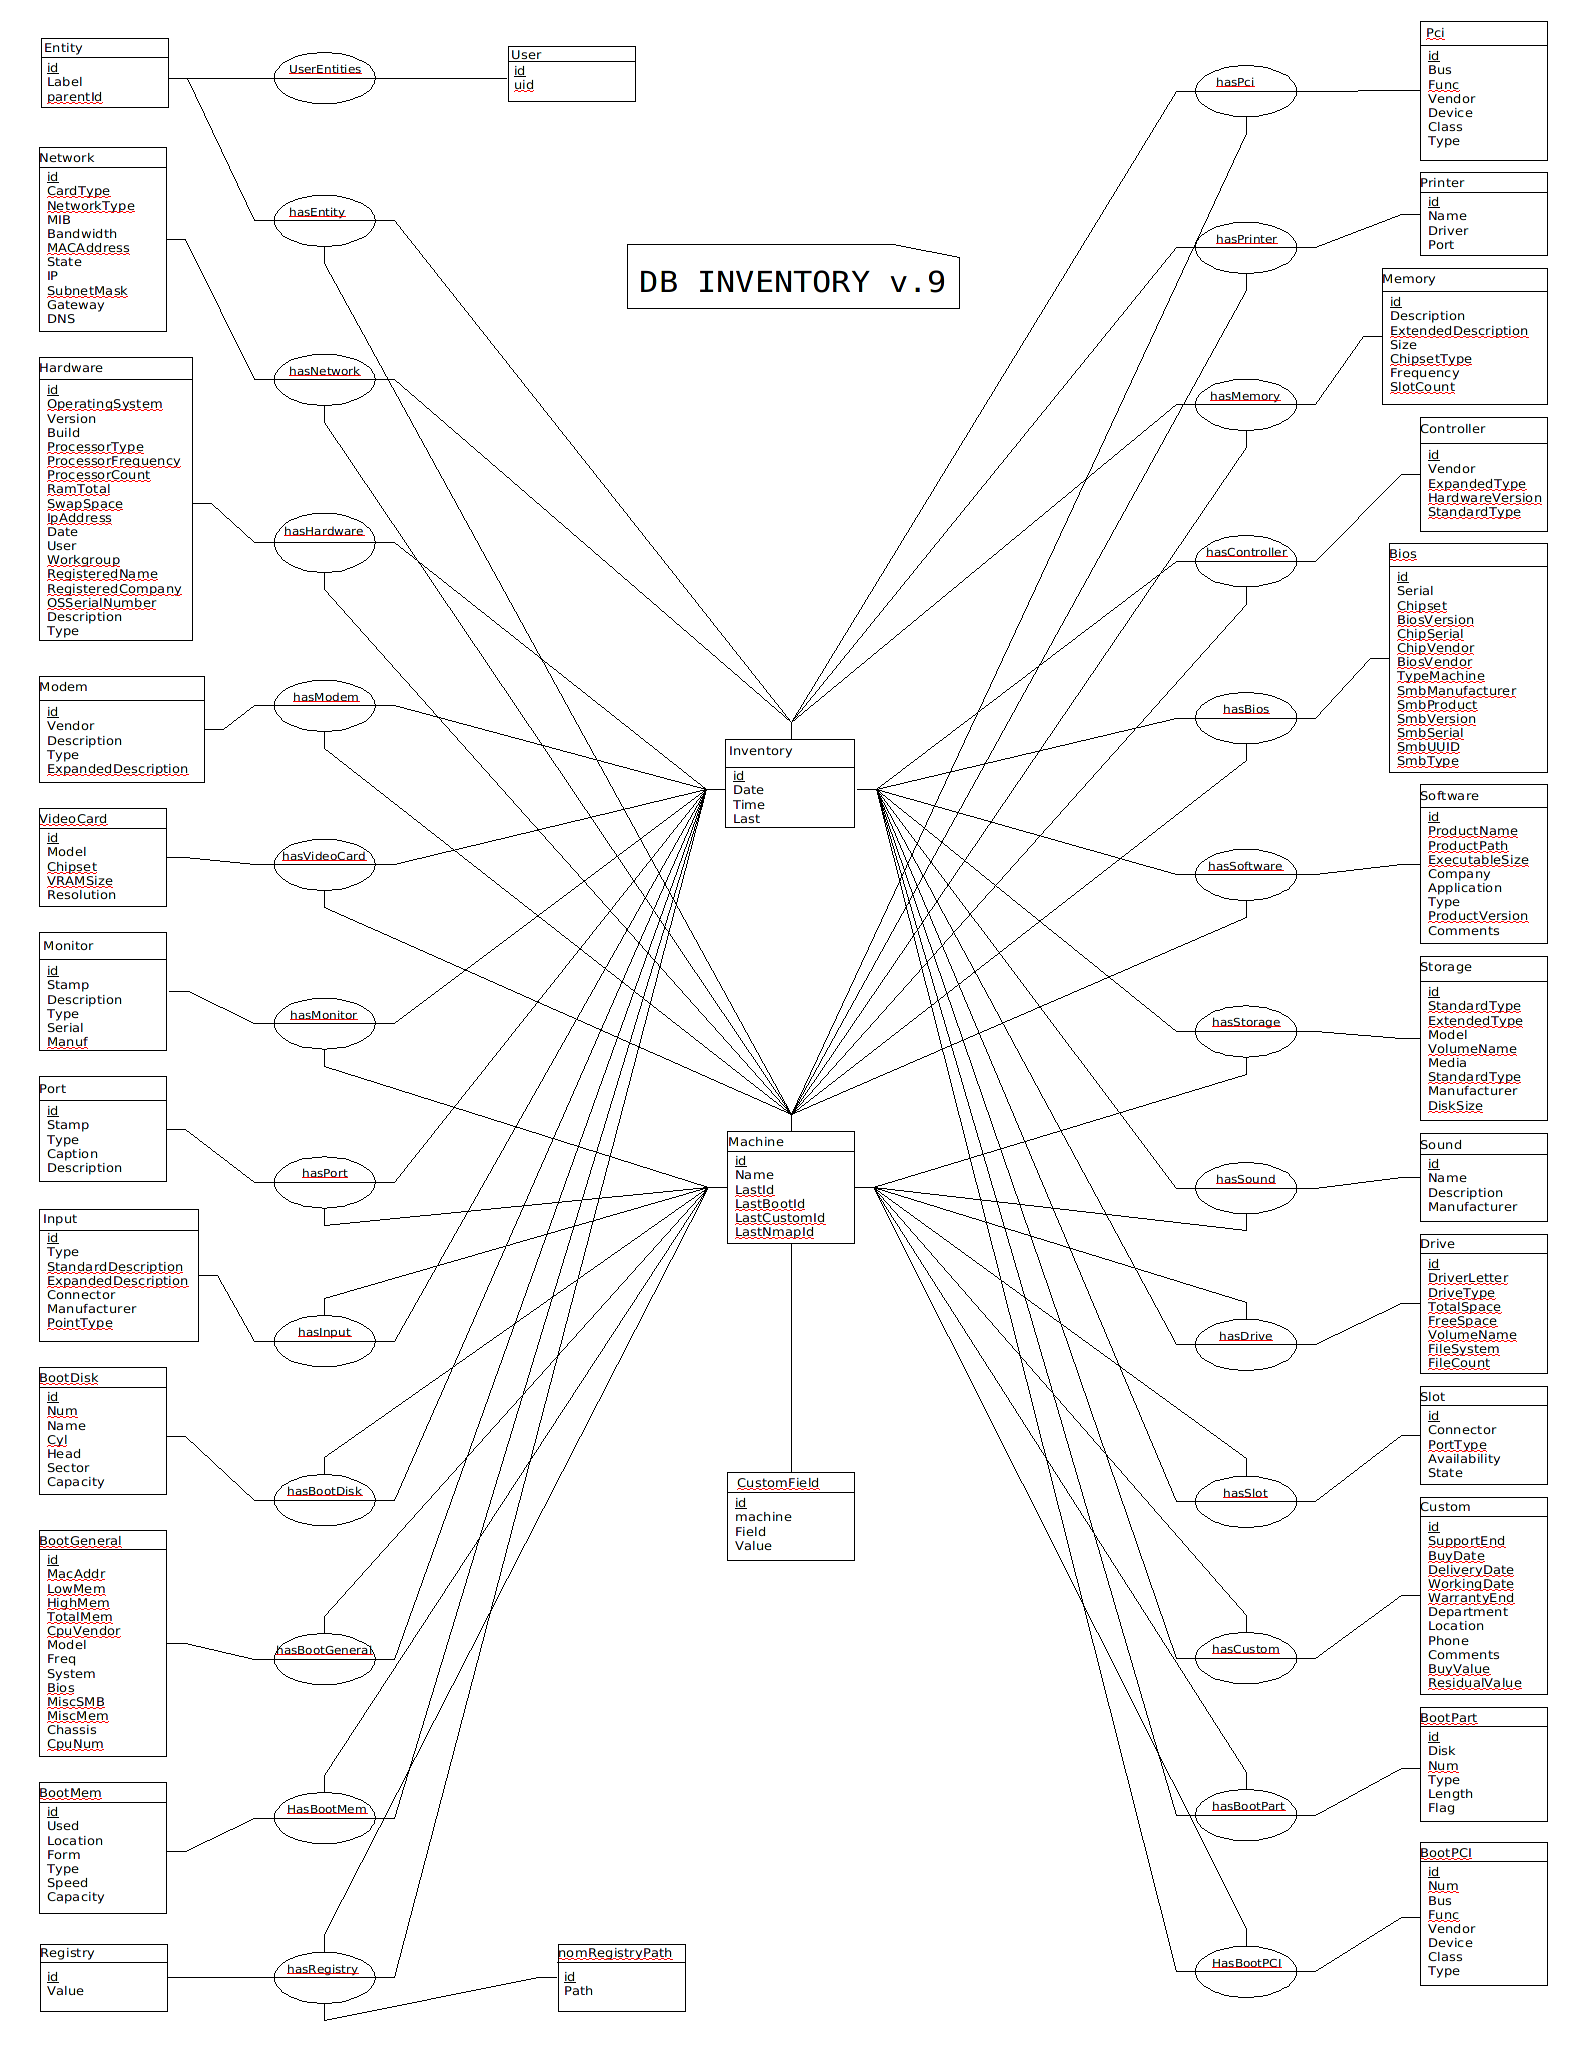 Entity
id
Label
parentId
UserEntities
User
id
uid
hasEntity
Network
id
CardType
NetworkType
MIB
Bandwidth
MACAddress
State
IP
SubnetMask
Gateway
DNS
hasNetwork
Hardware
id
OperatingSystem
Version
Build
ProcessorType
ProcessorFrequency
ProcessorCount
RamTotal
SwapSpace
IpAddress
Date
User
Workgroup
RegisteredName
RegisteredCompany
OSSerialNumber
Description
Type
hasHardware
Modem
id
Vendor
Description
Type
ExpandedDescription
hasModem
VideoCard
id
Model
Chipset
VRAMSize
Resolution
hasVideoCard
Monitor
id
Stamp
Description
Type
Serial
Manuf
hasMonitor
Port
id
Stamp
Type
Caption
Description
hasPort
Input
id
Type
StandardDescription
ExpandedDescription
Connector
Manufacturer
PointType
hasInput
BootDisk
id
Num
Name
Cyl
Head
Sector
Capacity
hasBootDisk
BootGeneral
id
MacAddr
LowMem
HighMem
TotalMem
CpuVendor
Model
Freq
System
Bios
MiscSMB
MiscMem
Chassis
CpuNum
hasBootGeneral
BootMem
id
Used
Location
Form
Type
Speed
Capacity
HasBootMem
Registry
id
Value
hasRegistry
nomRegistryPath
id
Path
DB INVENTORY v.9
Inventory
id
Date
Time
Last
Machine
id
Name
LastId
LastBootId
LastCustomId
LastNmapId
CustomField
id
machine
Field
Value
hasPci
Pci
id
Bus
Func
Vendor
Device
Class
Type
hasPrinter
Printer
id
Name
Driver
Port
hasMemory
Memory
id
Description
ExtendedDescription
Size
ChipsetType
Frequency
SlotCount
hasController
Controller
id
Vendor
ExpandedType
HardwareVersion
StandardType
hasBios
Bios
id
Serial
Chipset
BiosVersion
ChipSerial
ChipVendor
BiosVendor
TypeMachine
SmbManufacturer
SmbProduct
SmbVersion
SmbSerial
SmbUUID
SmbType
hasSoftware
Software
id
ProductName
ProductPath
ExecutableSize
Company
Application
Type
ProductVersion
Comments
hasStorage
Storage
id
StandardType
ExtendedType
Model
VolumeName
Media
StandardType
Manufacturer
DiskSize
hasSound
Sound
id
Name
Description
Manufacturer
hasDrive
Drive
id
DriverLetter
DriveType
TotalSpace
FreeSpace
VolumeName
FileSystem
FileCount
hasSlot
Slot
id
Connector
PortType
Availability
State
hasCustom
Custom
id
SupportEnd
BuyDate
DeliveryDate
WorkingDate
WarrantyEnd
Department
Location
Phone
Comments
BuyValue
ResidualValue
hasBootPart
BootPart
id
Disk
Num
Type
Length
Flag
HasBootPCI
BootPCI
id
Num
Bus
Func
Vendor
Device
Class
Type